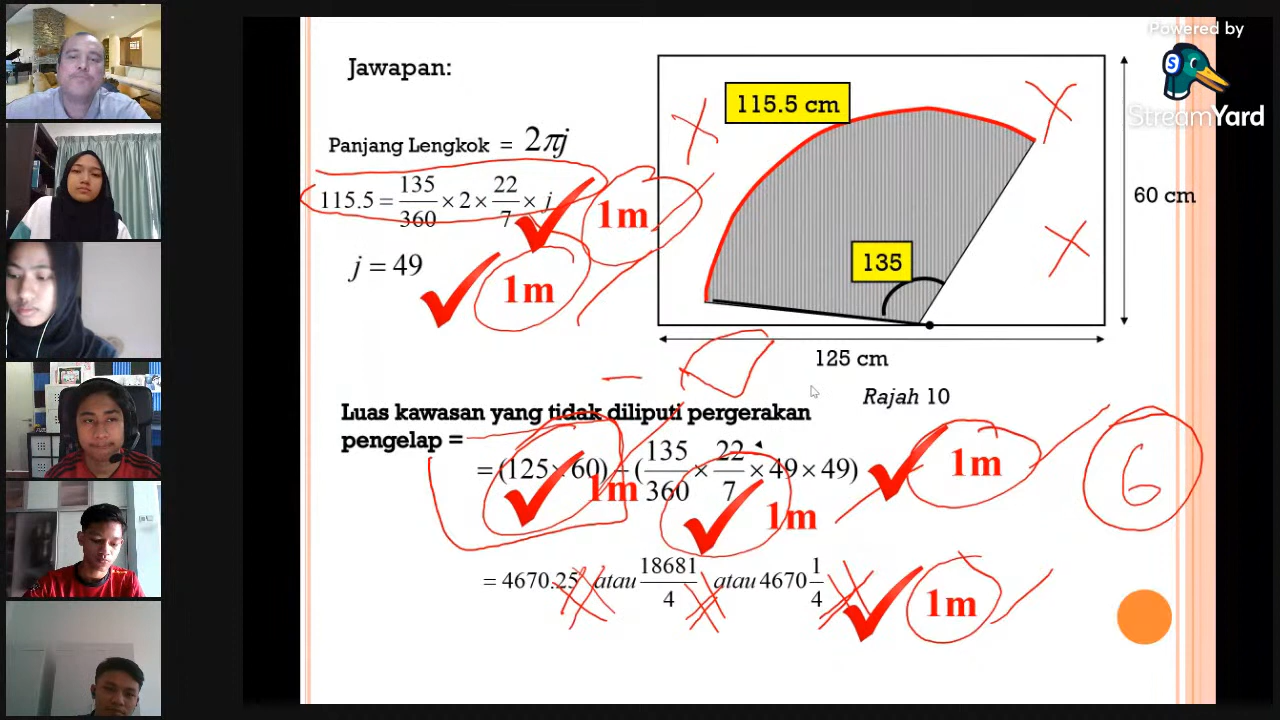 Powered by
StreamYard
Jawapan:
Panjang Lengkok = 2πj
115.5 = 135/360 × 2 × 22/7 × j
1m
j = 49
1m
115.5 cm
135
60 cm
125 cm
Rajah 10
X
X
X
Luas kawasan yang tidak diliputi pergerakan
pengelap =
= (125 × 60) – (135/360 × 22/7 × 49 × 49)
1m
1m
1m
6
= 4670.25 atau 18681/4 atau 4670 1/4
1m